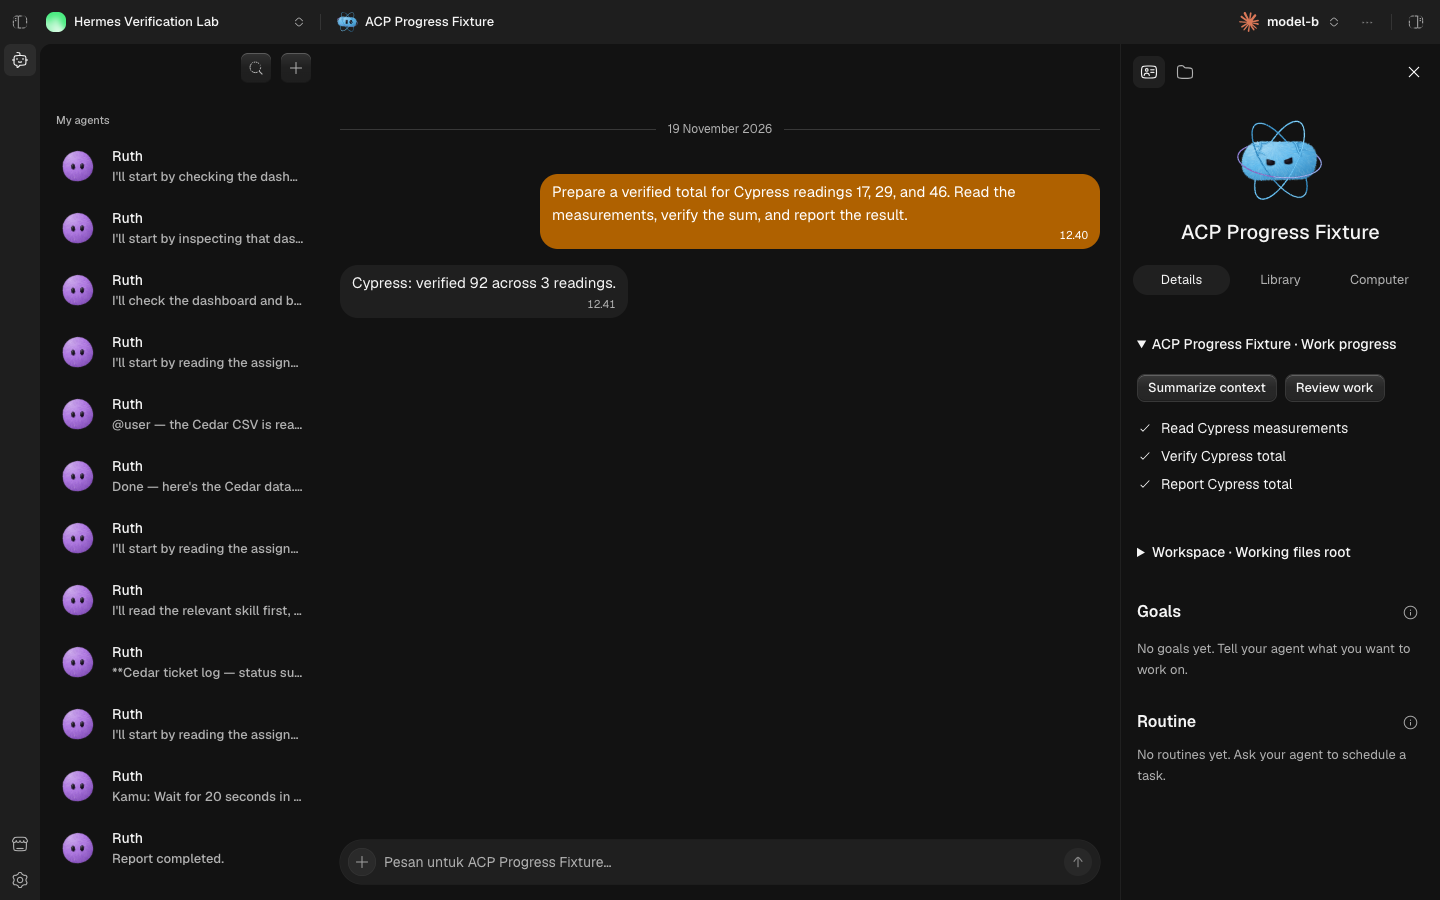 Hermes Verification Lab
ACP Progress Fixture
model-b
My agents
Ruth
I'll start by checking the dash...
Ruth
I'll start by inspecting that das...
Ruth
I'll check the dashboard and b...
Ruth
I'll start by reading the assign...
Ruth
@user — the Cedar CSV is rea...
Ruth
Done — here's the Cedar data....
Ruth
I'll start by reading the assign...
Ruth
I'll read the relevant skill first, ...
Ruth
**Cedar ticket log — status su...
Ruth
I'll start by reading the assign...
Ruth
Kamu: Wait for 20 seconds in ...
Ruth
Report completed.
19 November 2026
Prepare a verified total for Cypress readings 17, 29, and 46. Read the
measurements, verify the sum, and report the result.
12.40
Cypress: verified 92 across 3 readings.
12.41
Pesan untuk ACP Progress Fixture...
ACP Progress Fixture
Details
Library
Computer
ACP Progress Fixture · Work progress
Summarize context
Review work
Read Cypress measurements
Verify Cypress total
Report Cypress total
Workspace · Working files root
Goals
No goals yet. Tell your agent what you want to
work on.
Routine
No routines yet. Ask your agent to schedule a
task.